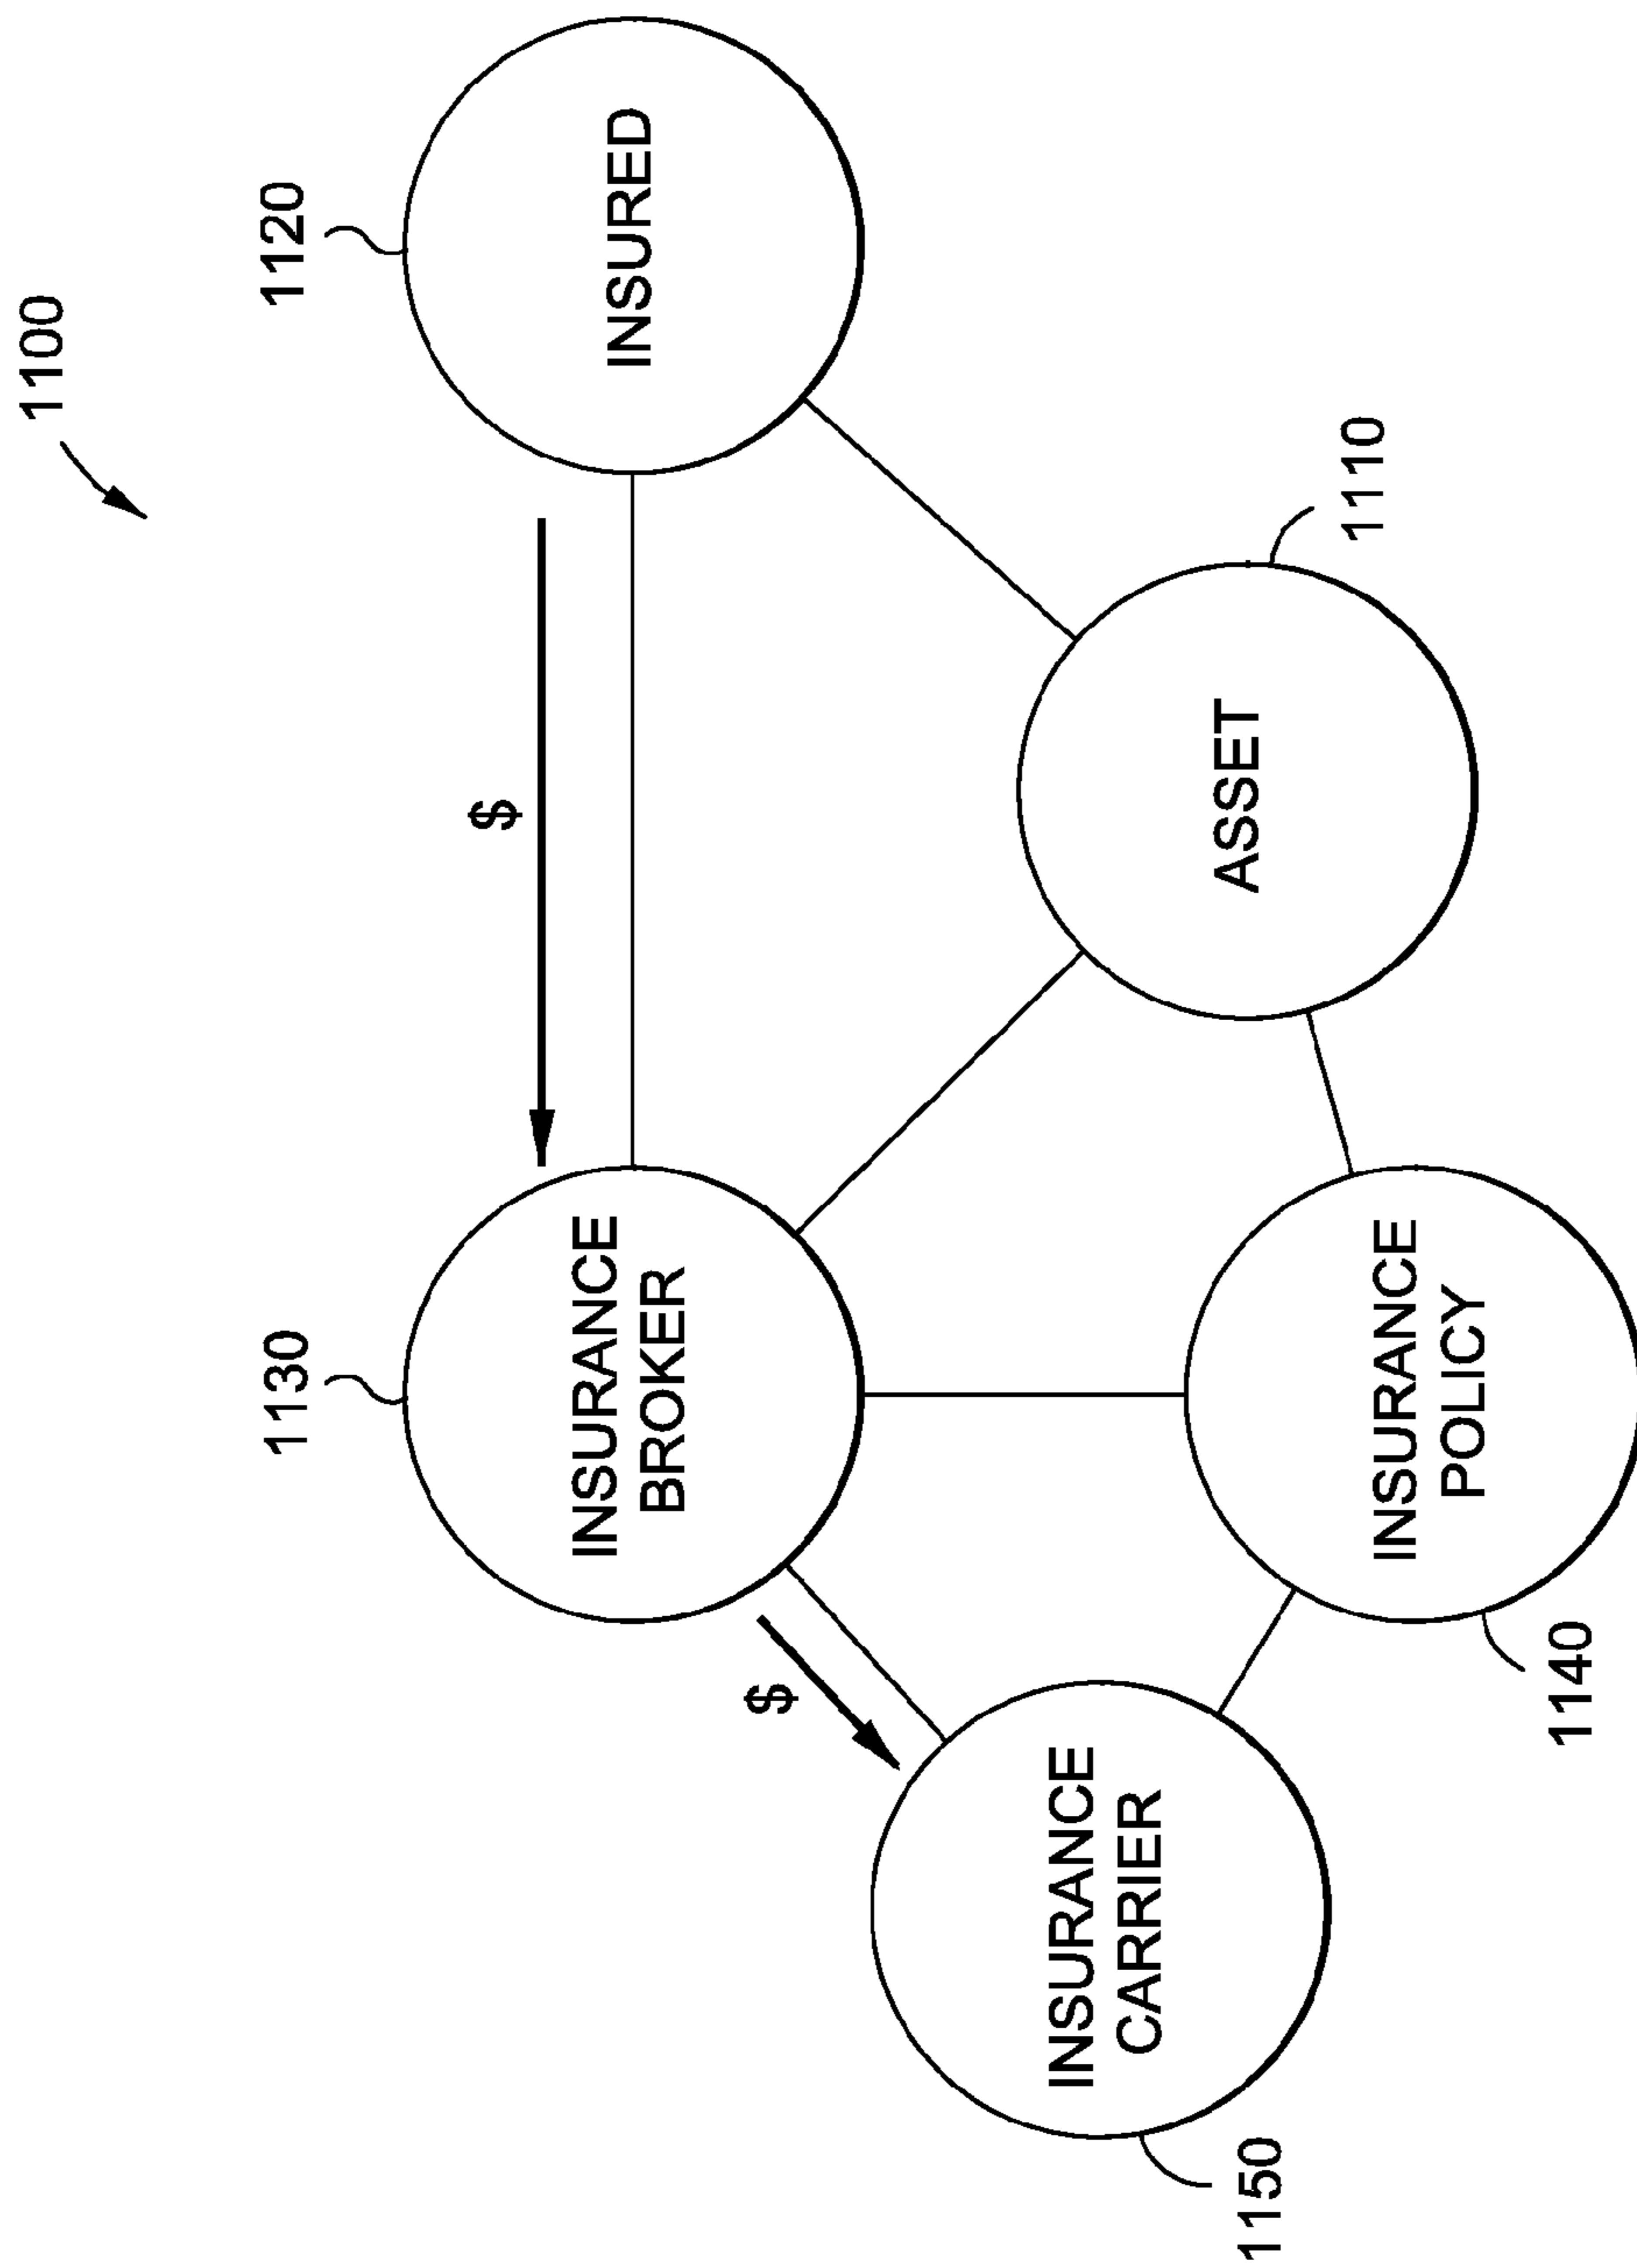 1100
1130
1120
$
INSURANCE
BROKER
INSURED
$
INSURANCE
CARRIER
ASSET
1150
1110
INSURANCE
POLICY
1140